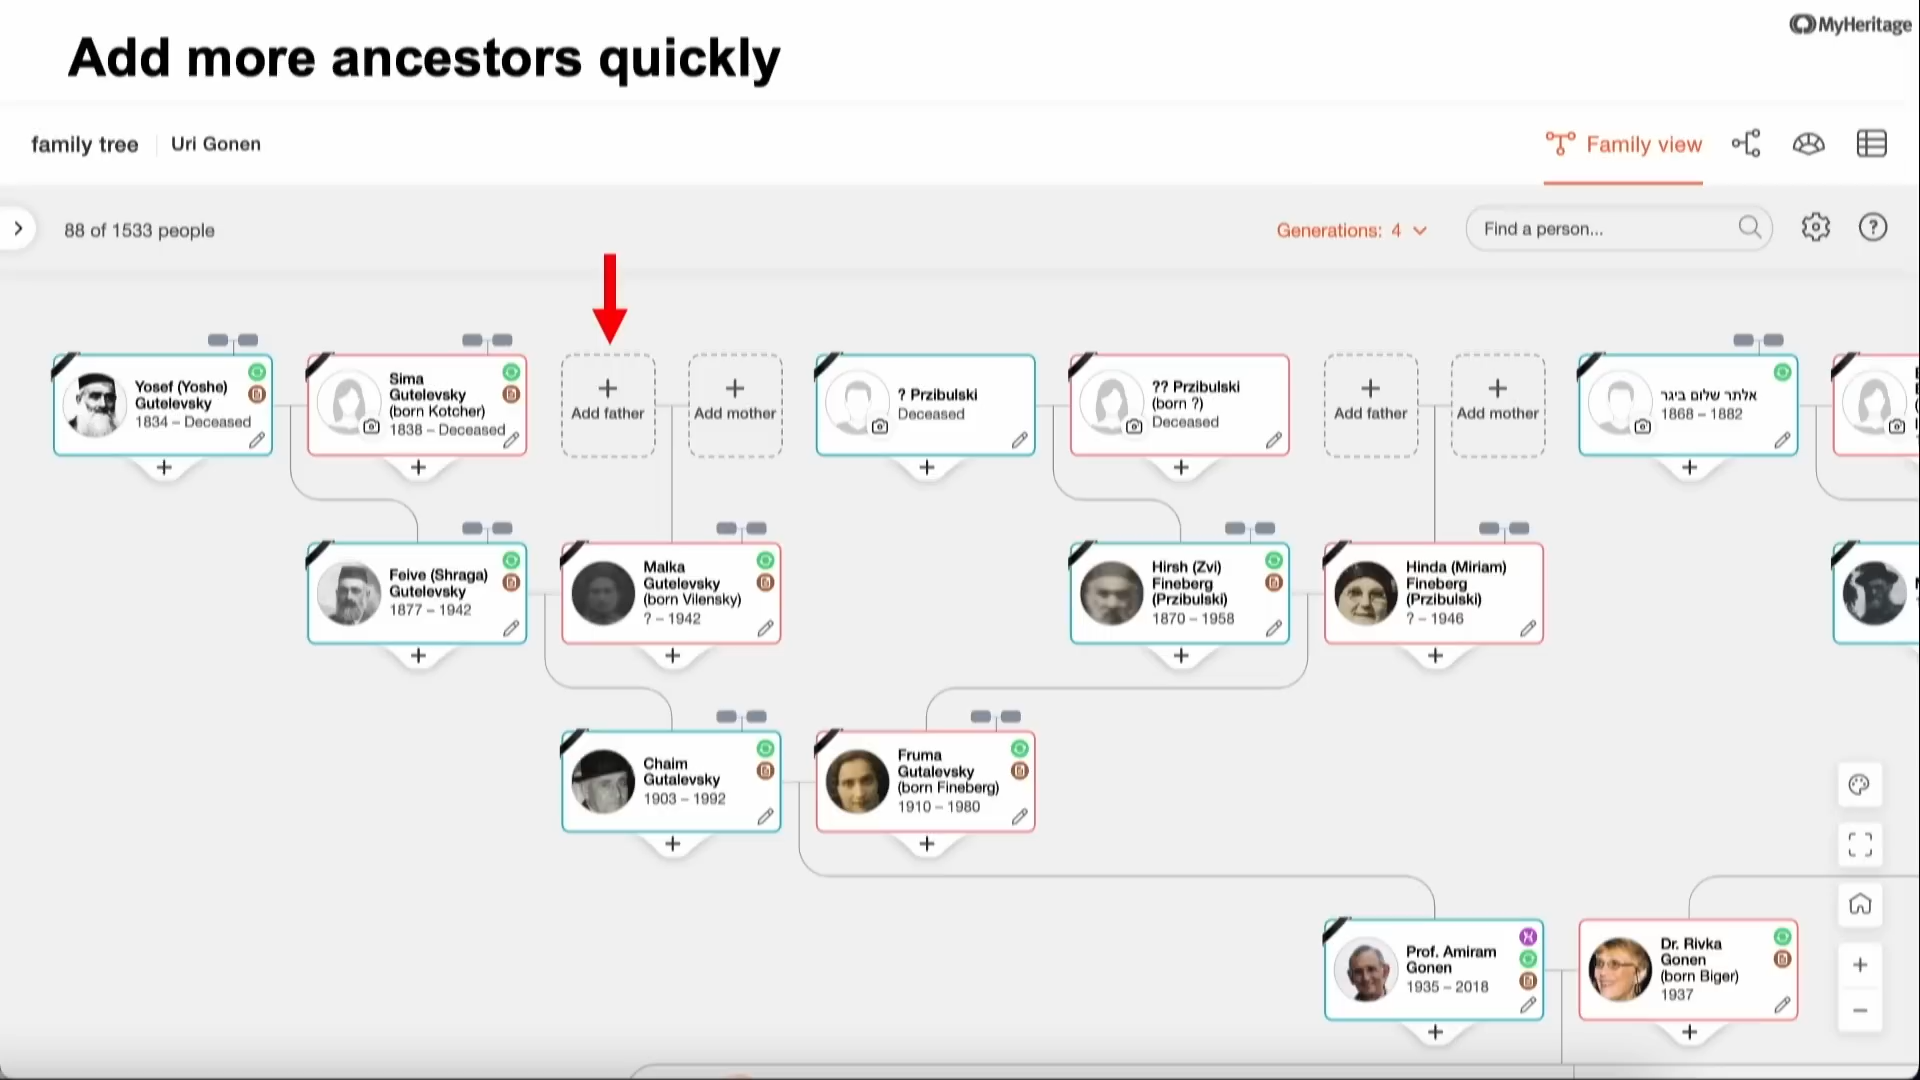 MyHeritage
Add more ancestors quickly
family tree
Uri Gonen
Family view
88 of 1533 people
Generations: 4
Find a person...
?
Yosef (Yoshe)
Gutelevsky
1834 – Deceased
Sima
Gutelevsky
(born Kotcher)
1838 – Deceased
Add father
Add mother
? Przibulski
Deceased
?? Przibulski
(born ?)
Deceased
Add father
Add mother
אלתר שלום ביגר
1868 – 1882
Feive (Shraga)
Gutelevsky
1877 – 1942
Malka
Gutelevsky
(born Vilensky)
? – 1942
Hirsh (Zvi)
Fineberg
(Przibulski)
1870 – 1958
Hinda (Miriam)
Fineberg
(Przibulski)
? – 1946
Chaim
Gutalevsky
1903 – 1992
Fruma
Gutalevsky
(born Fineberg)
1910 – 1980
Prof. Amiram
Gonen
1935 – 2018
Dr. Rivka
Gonen
(born Biger)
1937